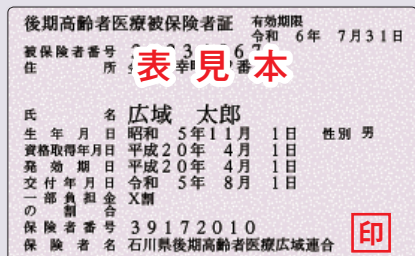 後期高齢者医療被保険者証 有効期限
令和 6年 7月31日
被保険者番号
住所
表見本
氏名 広域 太郎
生年月日 昭和 5年11月 1日 性別 男
資格取得年月日 平成20年 4月 1日
発効期日 平成20年 4月 1日
交付年月日 令和 5年 8月 1日
一部負担金の割合 X割
保険者番号 39172010
保険者名 石川県後期高齢者医療広域連合
印